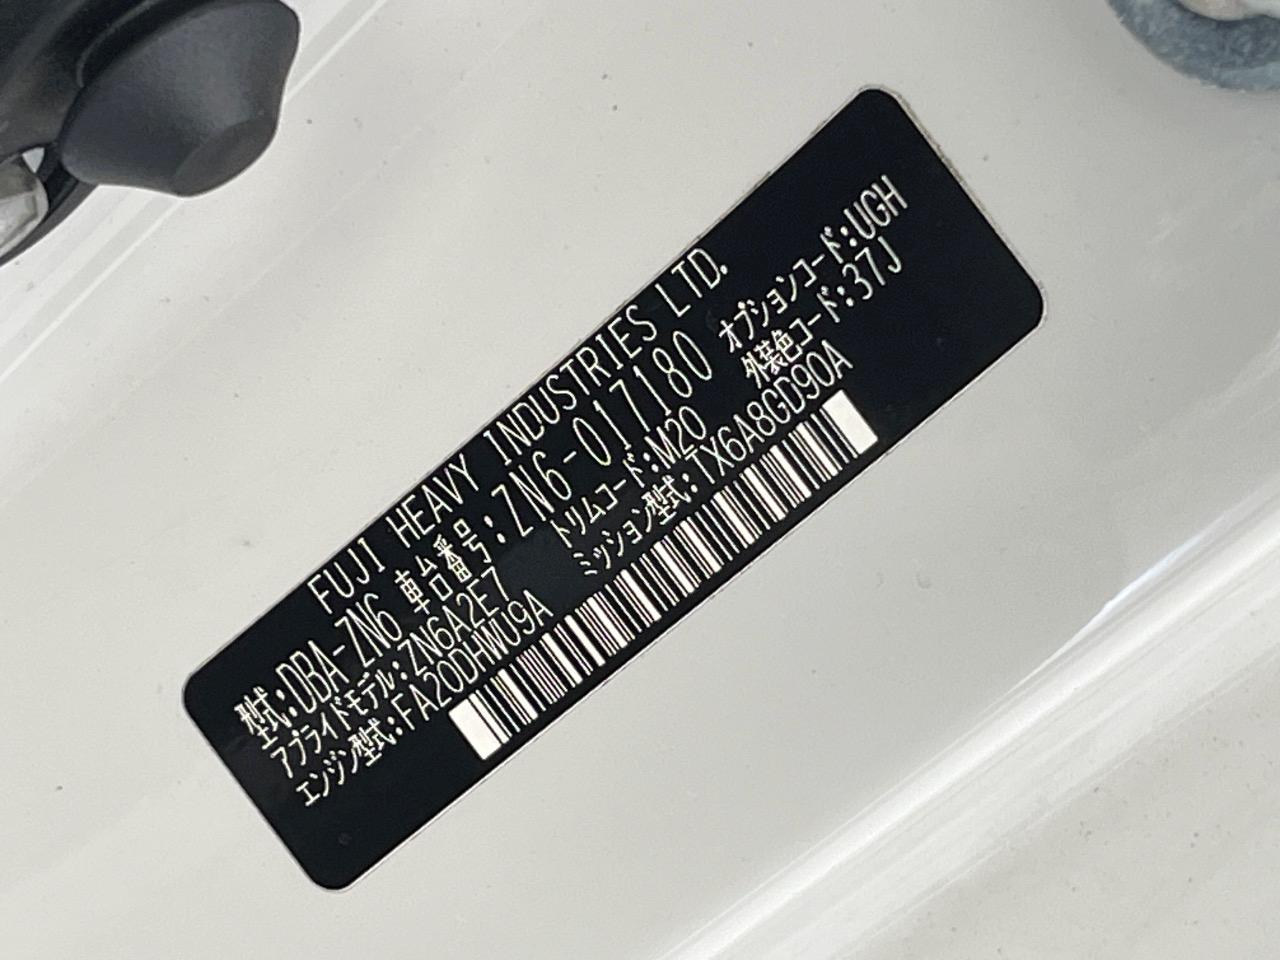 FUJI HEAVY INDUSTRIES LTD.
型式:DBA-ZN6 車台番号:ZN6-017180
アプライドモデル:ZN6A2E7 トリムコード:M20 オプションコード:UGH
エンジン型式:FA20DHWU9A ミッション型式:TX6A8GD90A 外装色コード:37J